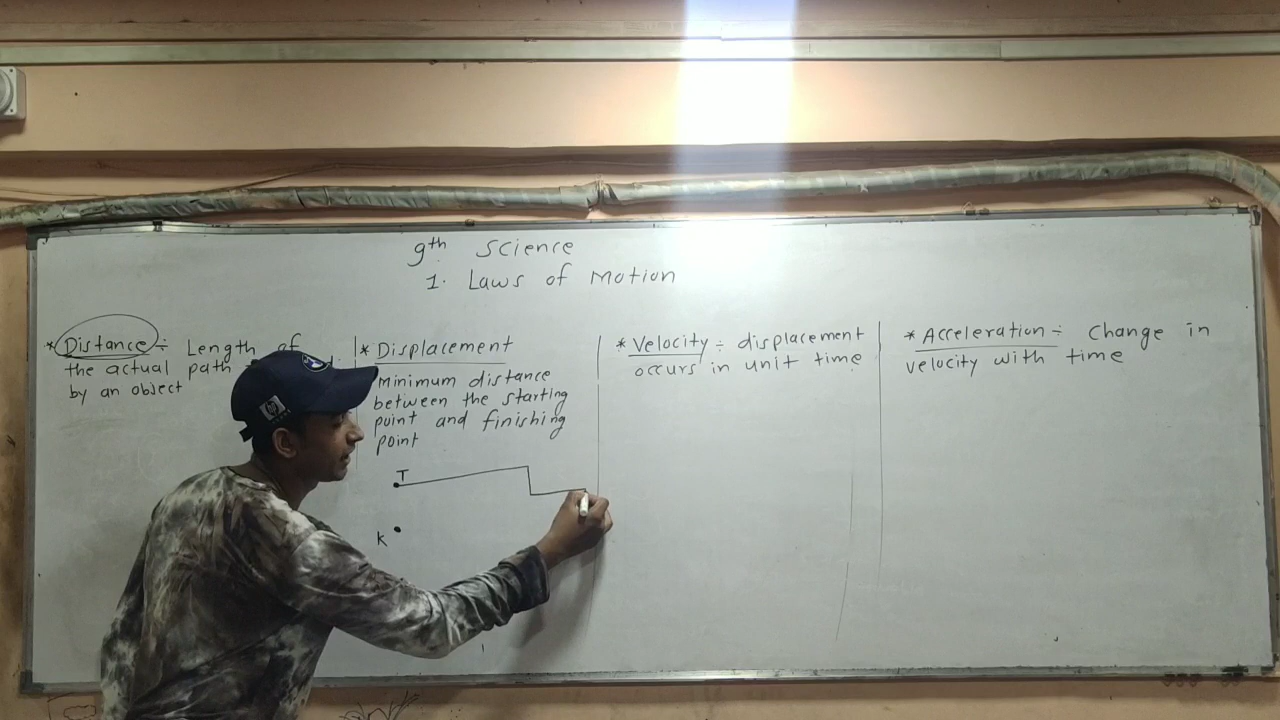 9th Science
1. Laws of Motion
* Distance ÷ Length of
the actual path
by an object
* Displacement
Minimum distance
between the starting
point and finishing
point
T
K
* Velocity ÷ displacement
occurs in unit time
* Acceleration ÷ Change in
velocity with time
hp